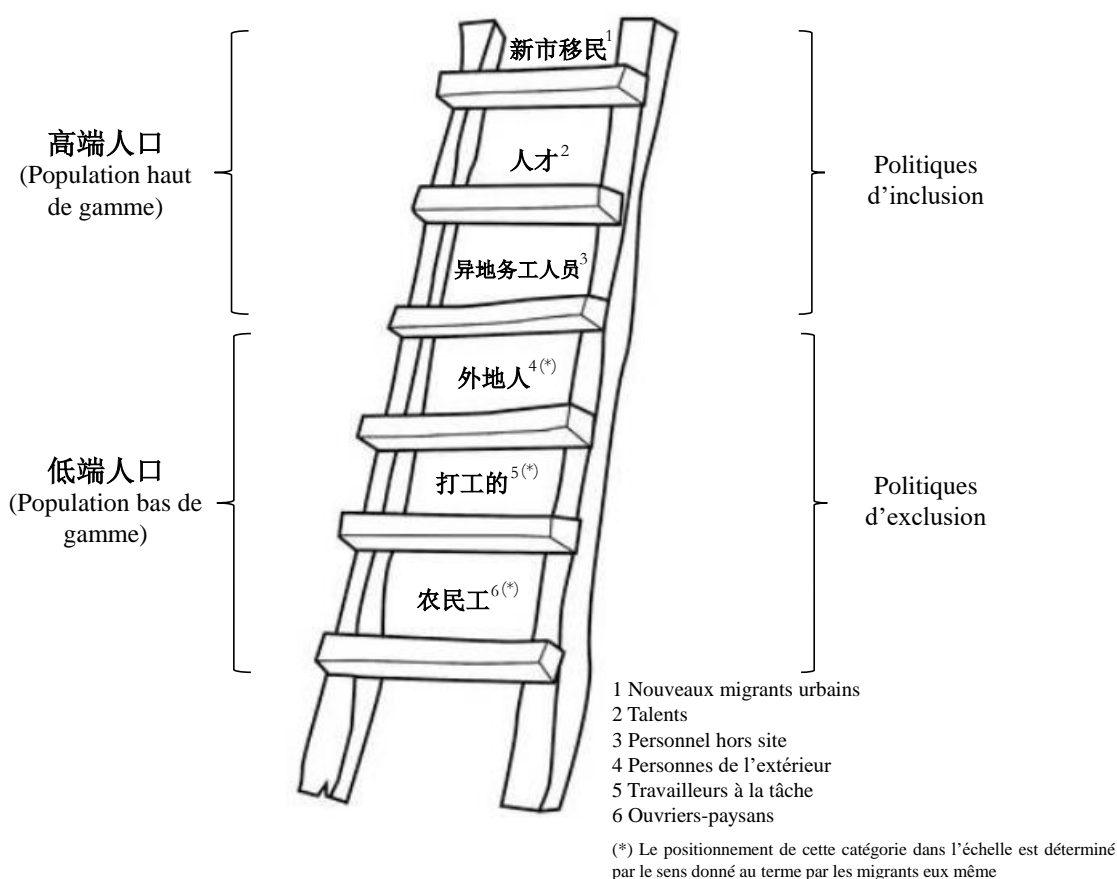 新市移民1
高端人口
(Population haut
de gamme)
人才2
Politiques
d'inclusion
异地务工人员3
外地人4(*)
低端人口
(Population bas de
gamme)
打工的5(*)
Politiques
d'exclusion
农民工6(*)
1 Nouveaux migrants urbains
2 Talents
3 Personnel hors site
4 Personnes de l'extérieur
5 Travailleurs à la tâche
6 Ouvriers-paysans
(*) Le positionnement de cette catégorie dans l'échelle est déterminé
par le sens donné au terme par les migrants eux même